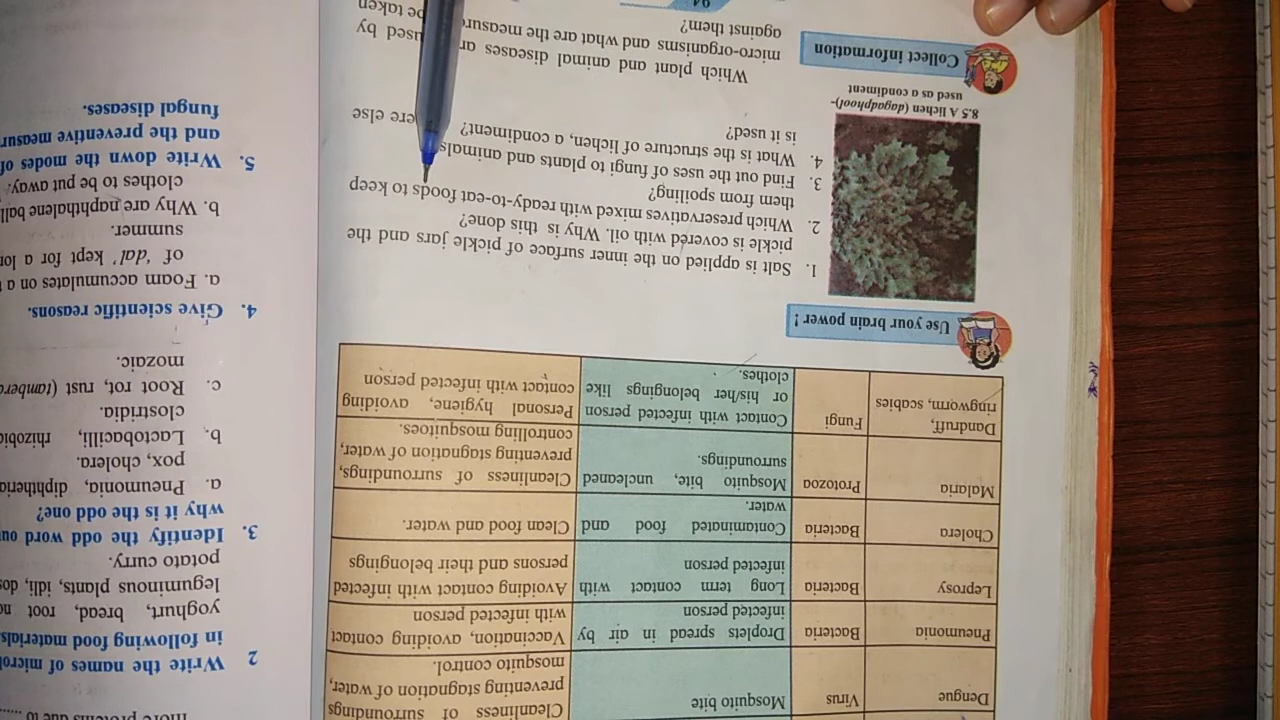 Dengue Virus Mosquito bite Cleanliness of surroundings
preventing stagnation of water,
mosquito control.
Pneumonia Bacteria Droplets spread in air by Vaccination, avoiding contact
infected person with infected person
Leprosy Bacteria Long term contact with Avoiding contact with infected
infected person persons and their belongings
Cholera Bacteria Contaminated food and Clean food and water.
water.
Malaria Protozoa Mosquito bite, uncleaned Cleanliness of surroundings,
surroundings. preventing stagnation of water,
controlling mosquitoes.
Dandruff, Fungi Contact with infected person Personal hygiene, avoiding
ringworm, scabies or his/her belongings like contact with infected person
clothes.
Use your brain power !
1. Salt is applied on the inner surface of pickle jars and the
pickle is covered with oil. Why is this done?
2. Which preservatives mixed with ready-to-eat foods to keep
them from spoiling?
3. Find out the uses of fungi to plants and animals
4. What is the structure of lichen, a condiment? ere else
is it used?
8.5 A lichen (dagadphool)-
used as a condiment
Collect information
Which plant and animal diseases used by
micro-organisms and what are the be taken
against them?
94
more proteins due to ......
2 Write the names of
in following food materials
yoghurt, bread, root
leguminous plants, idli,
potato curry.
3. Identify the odd word
why it is the odd one?
a. Pneumonia, diphtheria
pox, cholera.
b. Lactobacilli,
clostridia.
c. Root rot, rust
mozaic.
4. Give scientific reasons.
a. Foam accumulates on a
of 'dal' kept for a
summer.
b. Why are naphthalene
clothes to be put away.
5. Write down the modes of
and the preventive
fungal diseases.